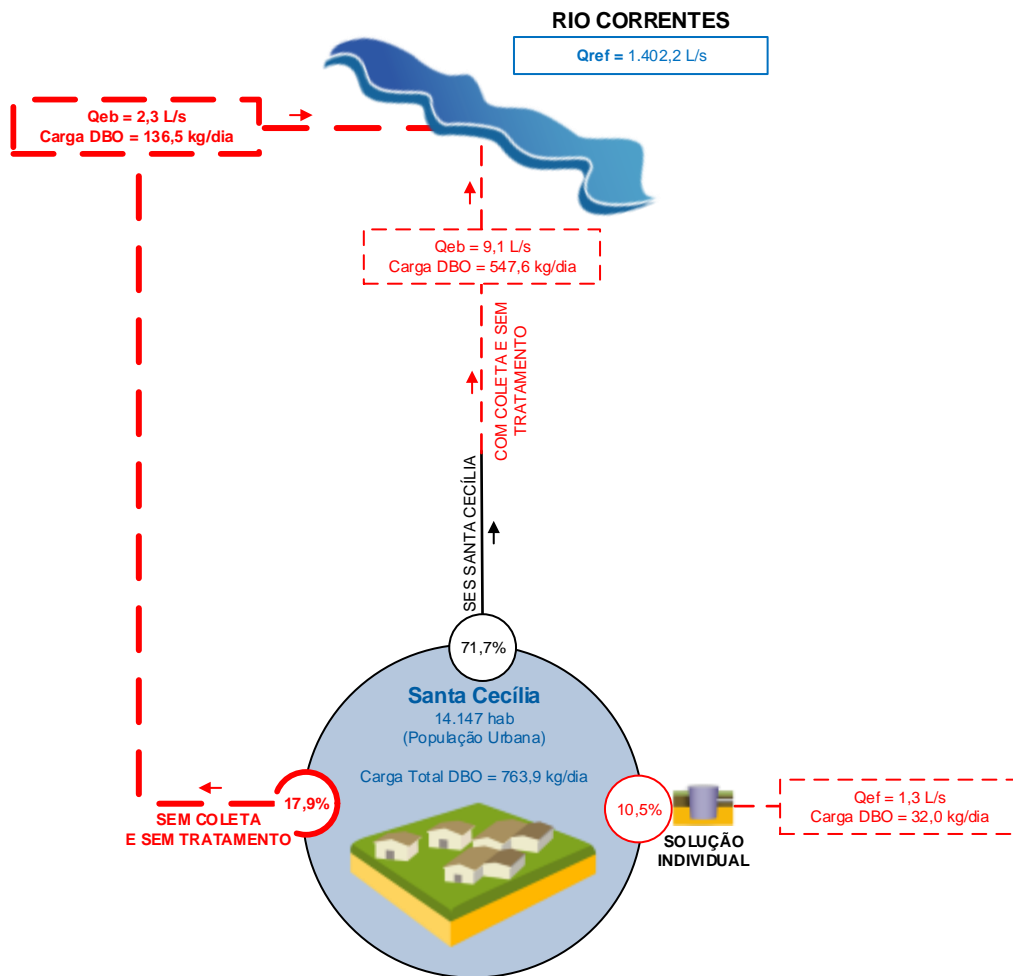 RIO CORRENTES
Qref = 1.402,2 L/s
Qeb = 2,3 L/s
Carga DBO = 136,5 kg/dia
Qeb = 9,1 L/s
Carga DBO = 547,6 kg/dia
COM COLETA E SEM
TRATAMENTO
SES SANTA CECÍLIA
71,7%
Santa Cecília
14.147 hab
(População Urbana)
Carga Total DBO = 763,9 kg/dia
17,9%
SEM COLETA
E SEM TRATAMENTO
10,5%
SOLUÇÃO
INDIVIDUAL
Qef = 1,3 L/s
Carga DBO = 32,0 kg/dia